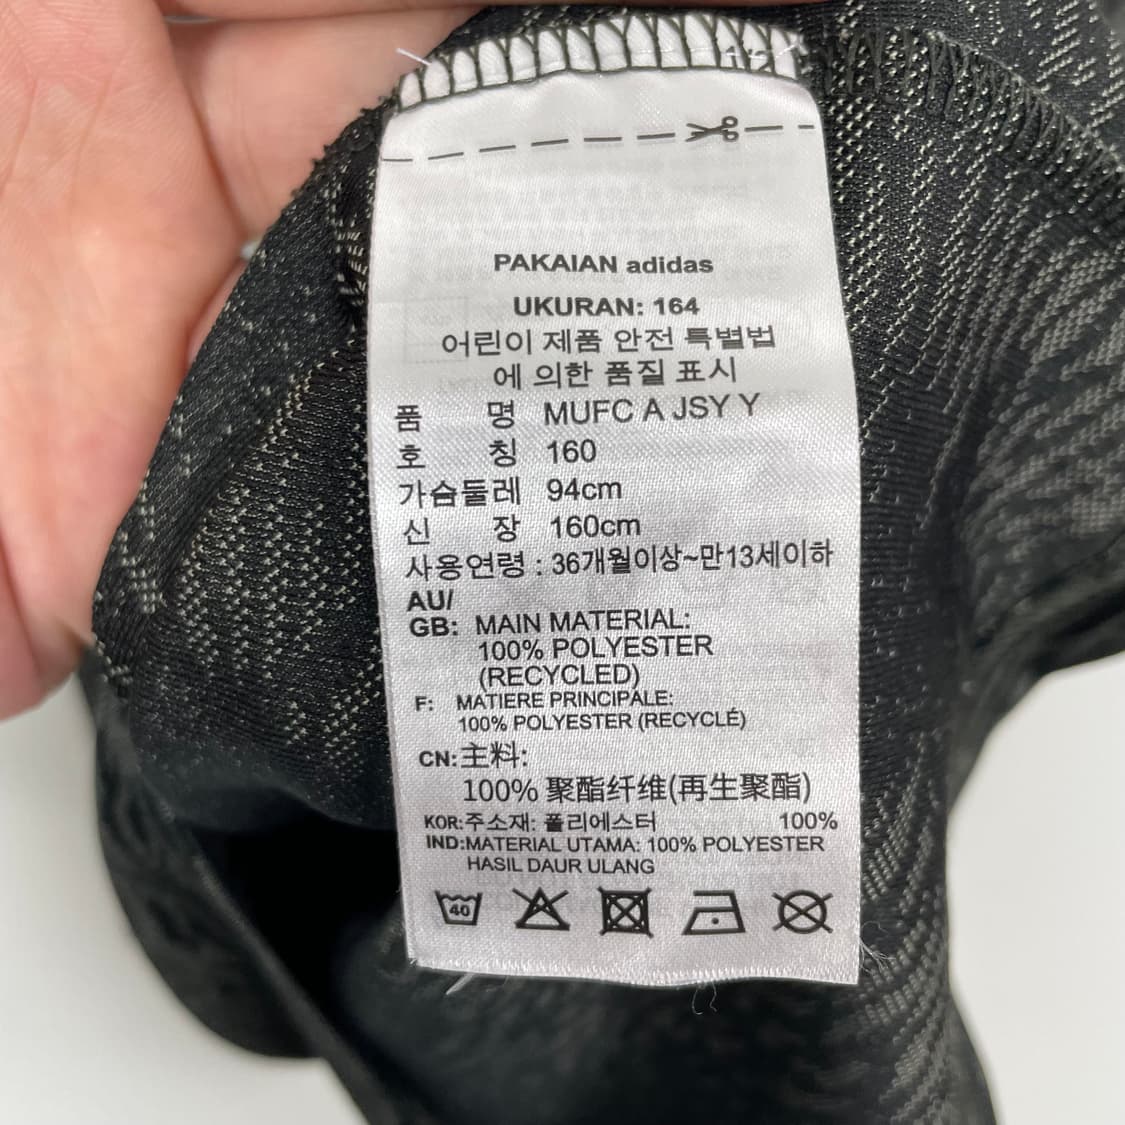 1/2
PAKAIAN adidas
UKURAN: 164
어린이 제품 안전 특별법
에 의한 품질 표시
품 명 MUFC A JSY Y
호 칭 160
가슴둘레 94cm
신 장 160cm
사용연령 : 36개월이상~만13세이하
AU/
GB: MAIN MATERIAL:
100% POLYESTER
(RECYCLED)
F: MATIERE PRINCIPALE:
100% POLYESTER (RECYCLÉ)
CN:主料:
100% 聚酯纤维(再生聚酯)
KOR:주소재: 폴리에스터 100%
IND:MATERIAL UTAMA: 100% POLYESTER
HASIL DAUR ULANG
40